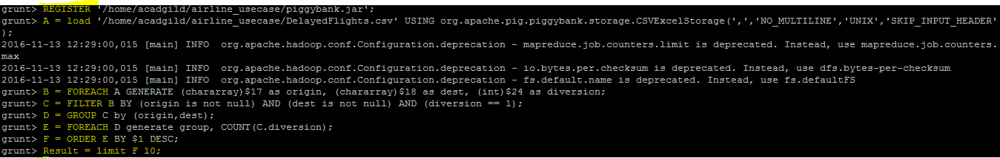 grunt> REGISTER '/home/acadgild/airline_usecase/piggybank.jar';
grunt> A = load '/home/acadgild/airline_usecase/DelayedFlights.csv' USING org.apache.pig.piggybank.storage.CSVExcelStorage(',','NO_MULTILINE','UNIX','SKIP_INPUT_HEADER'
);
2016-11-13 12:29:00,015 [main] INFO  org.apache.hadoop.conf.Configuration.deprecation - mapreduce.job.counters.limit is deprecated. Instead, use mapreduce.job.counters.
max
2016-11-13 12:29:00,015 [main] INFO  org.apache.hadoop.conf.Configuration.deprecation - io.bytes.per.checksum is deprecated. Instead, use dfs.bytes-per-checksum
2016-11-13 12:29:00,015 [main] INFO  org.apache.hadoop.conf.Configuration.deprecation - fs.default.name is deprecated. Instead, use fs.defaultFS
grunt> B = FOREACH A GENERATE (chararray)$17 as origin, (chararray)$18 as dest, (int)$24 as diversion;
grunt> C = FILTER B BY (origin is not null) AND (dest is not null) AND (diversion == 1);
grunt> D = GROUP C by (origin,dest);
grunt> E = FOREACH D generate group, COUNT(C.diversion);
grunt> F = ORDER E BY $1 DESC;
grunt> Result = limit F 10;